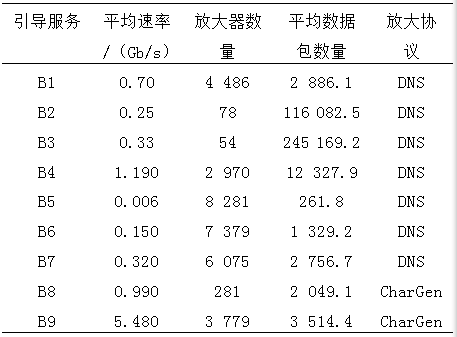 引导服务 平均速率 放大器数 平均数据 放大协
/（Gb/s） 量 包数量 议
B1 0.70 4 486 2 886.1 DNS
B2 0.25 78 116 082.5 DNS
B3 0.33 54 245 169.2 DNS
B4 1.190 2 970 12 327.9 DNS
B5 0.006 8 281 261.8 DNS
B6 0.150 7 379 1 329.2 DNS
B7 0.320 6 075 2 756.7 DNS
B8 0.990 281 2 049.1 CharGen
B9 5.480 3 779 3 514.4 CharGen